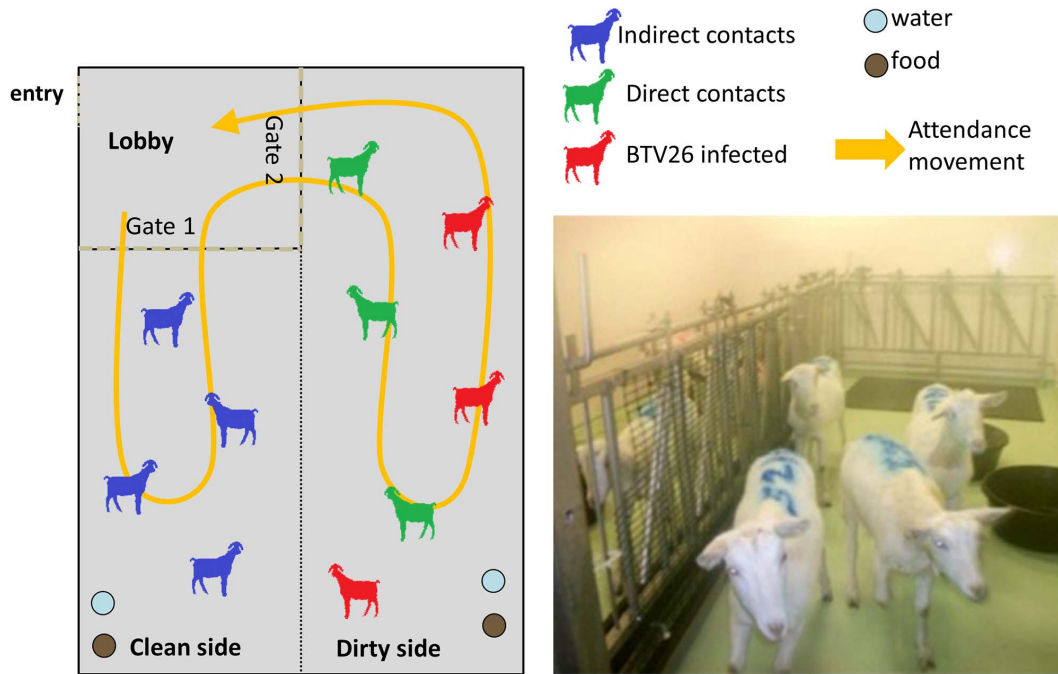 entry
Lobby
Gate 1
Gate 2
Clean side
Dirty side
Indirect contacts
Direct contacts
BTV26 infected
water
food
Attendance
movement
32